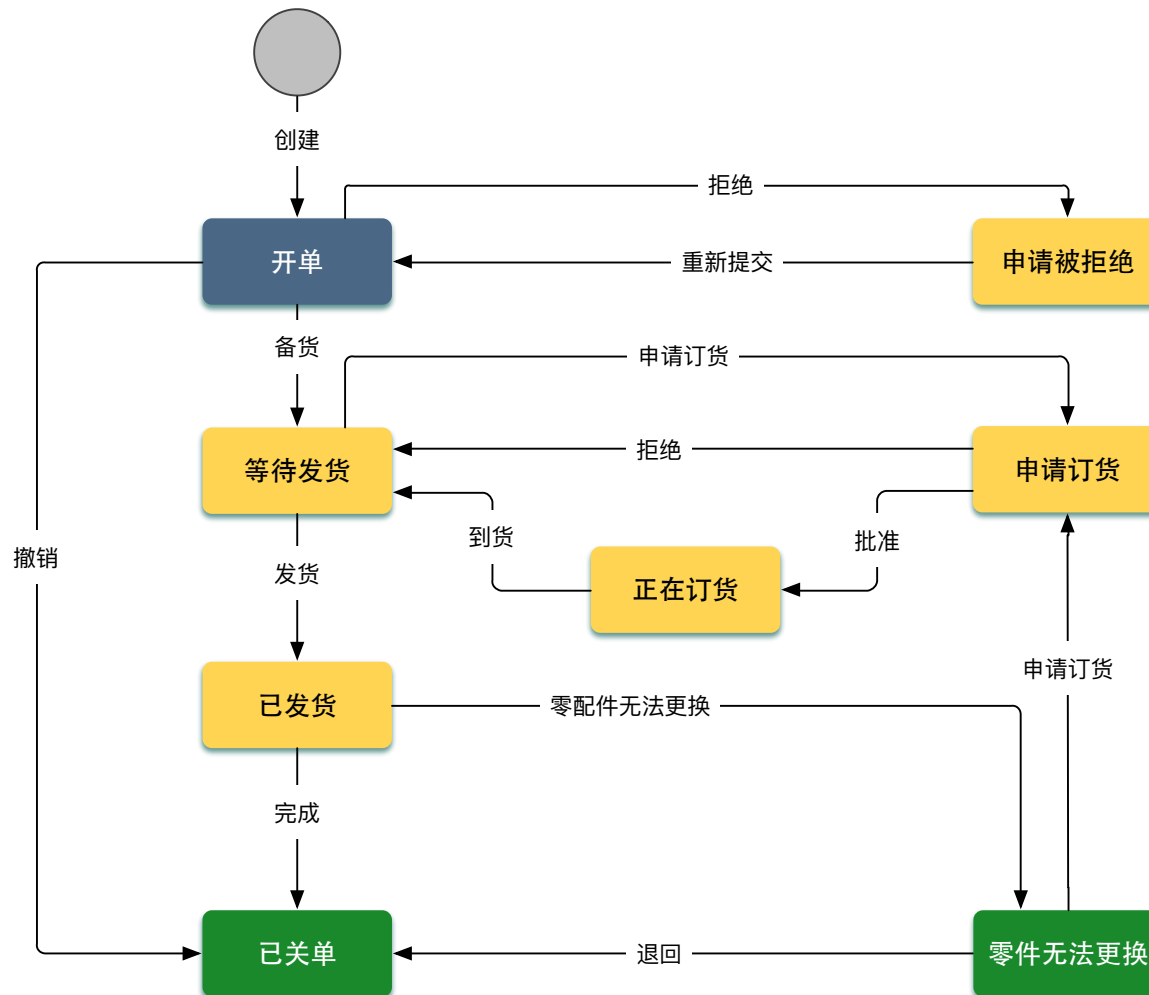 创建
拒绝
开单
重新提交
申请被拒绝
备货
申请订货
拒绝
等待发货
申请订货
到货
批准
撤销
发货
正在订货
申请订货
已发货
零配件无法更换
完成
已关单
退回
零件无法更换